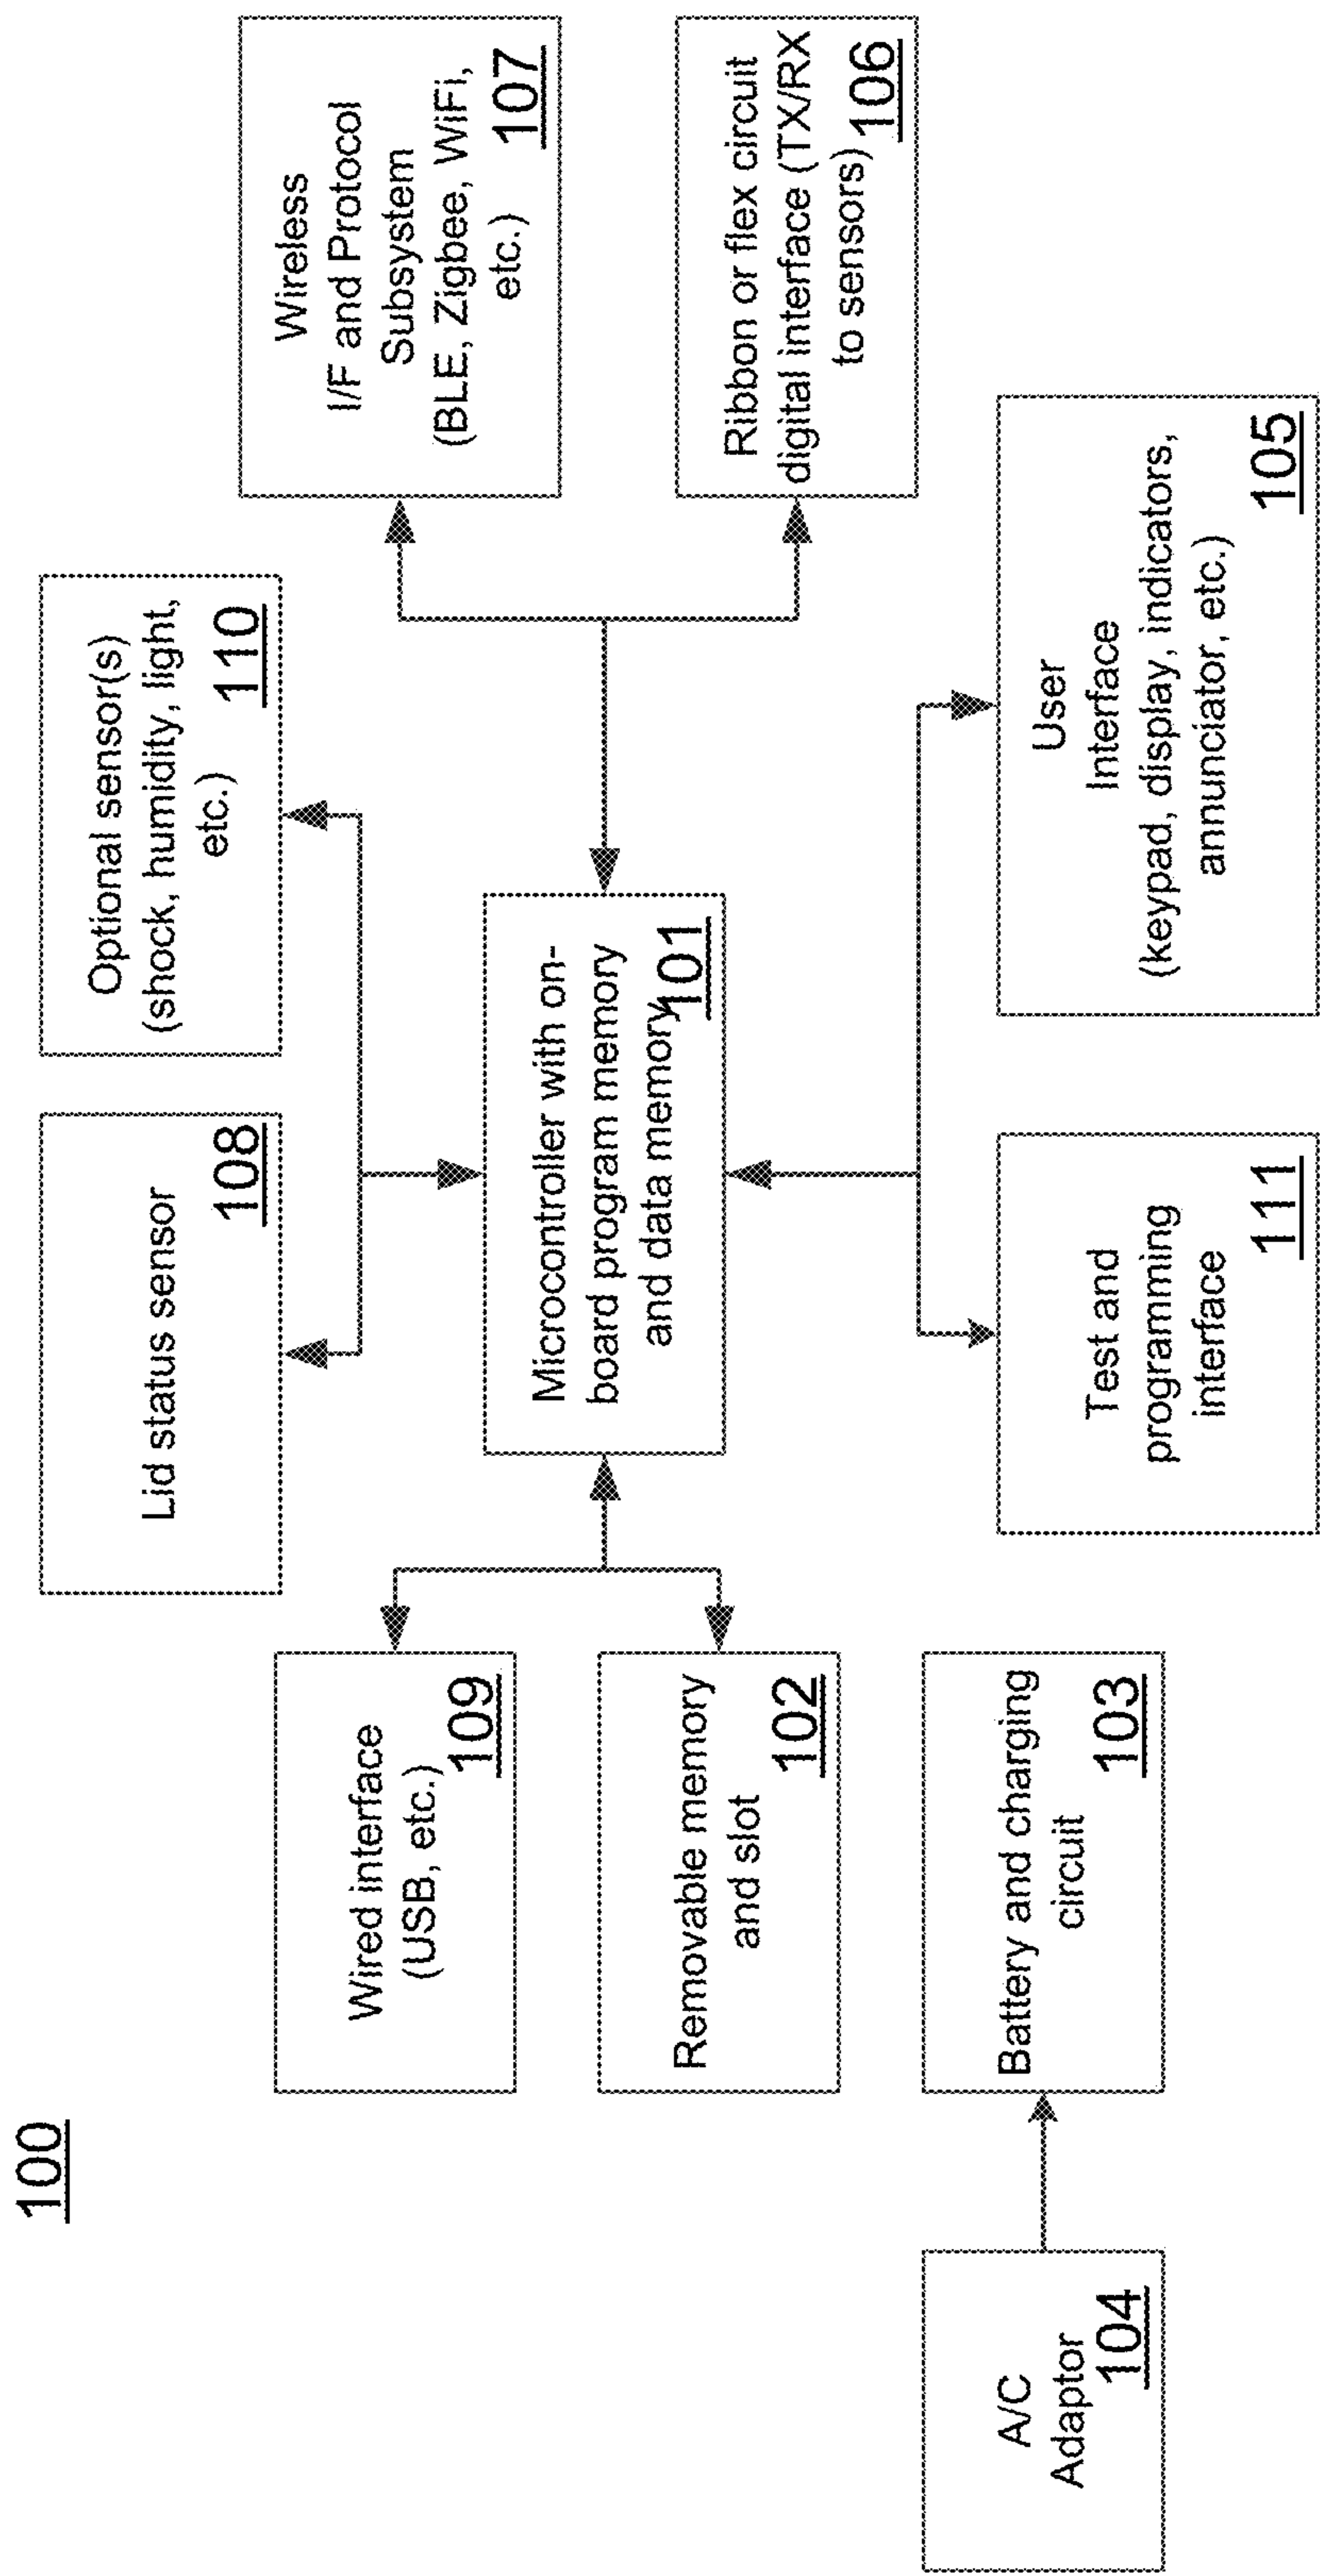 100
Lid status sensor
108
Optional sensor(s)
(shock, humidity, light,
etc.)
110
Wired interface
(USB, etc.)
109
Wireless
I/F and Protocol
Subsystem
(BLE, Zigbee, WiFi,
etc.)
107
Microcontroller with on-
board program memory
and data memory
101
Removable memory
and slot
102
Ribbon or flex circuit
digital interface (TX/RX
to sensors)
106
A/C
Adaptor
104
Battery and charging
circuit
103
Test and
programming
interface
111
User
Interface
(keypad, display, indicators,
annunciator, etc.)
105